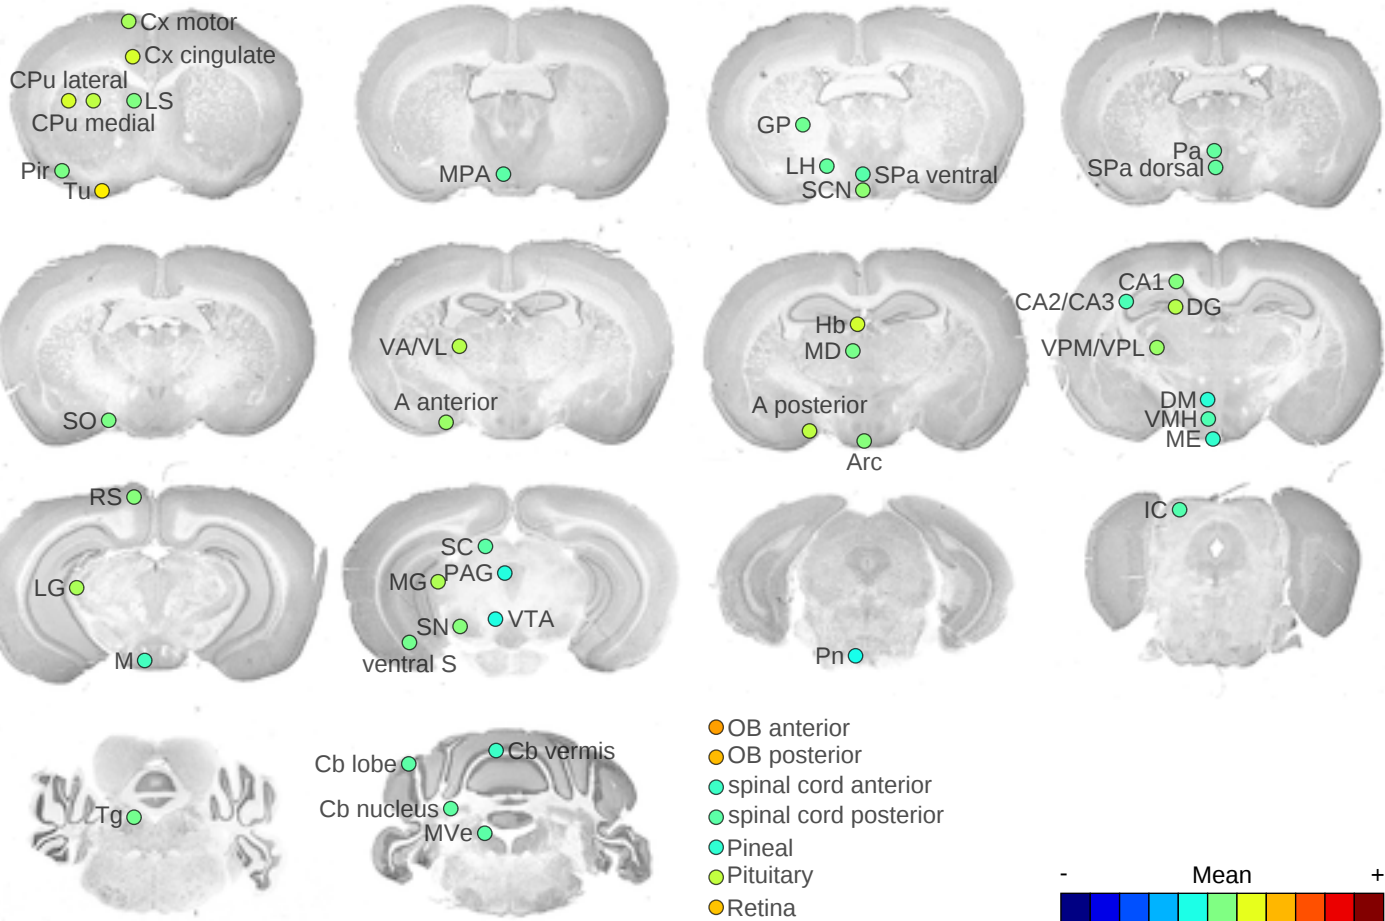 Cx motor
Cx cingulate
CPu lateral
LS
CPu medial
Pir
Tu
MPA
GP
LH
SPa ventral
SCN
Pa
SPa dorsal
SO
VA/VL
A anterior
Hb
MD
A posterior
Arc
CA1
CA2/CA3
DG
VPM/VPL
DM
VMH
ME
RS
LG
M
SC
MG
PAG
SN
VTA
ventral S
Pn
IC
Tg
Cb lobe
Cb vermis
Cb nucleus
MVe
OB anterior
OB posterior
spinal cord anterior
spinal cord posterior
Pineal
Pituitary
Retina
- Mean +